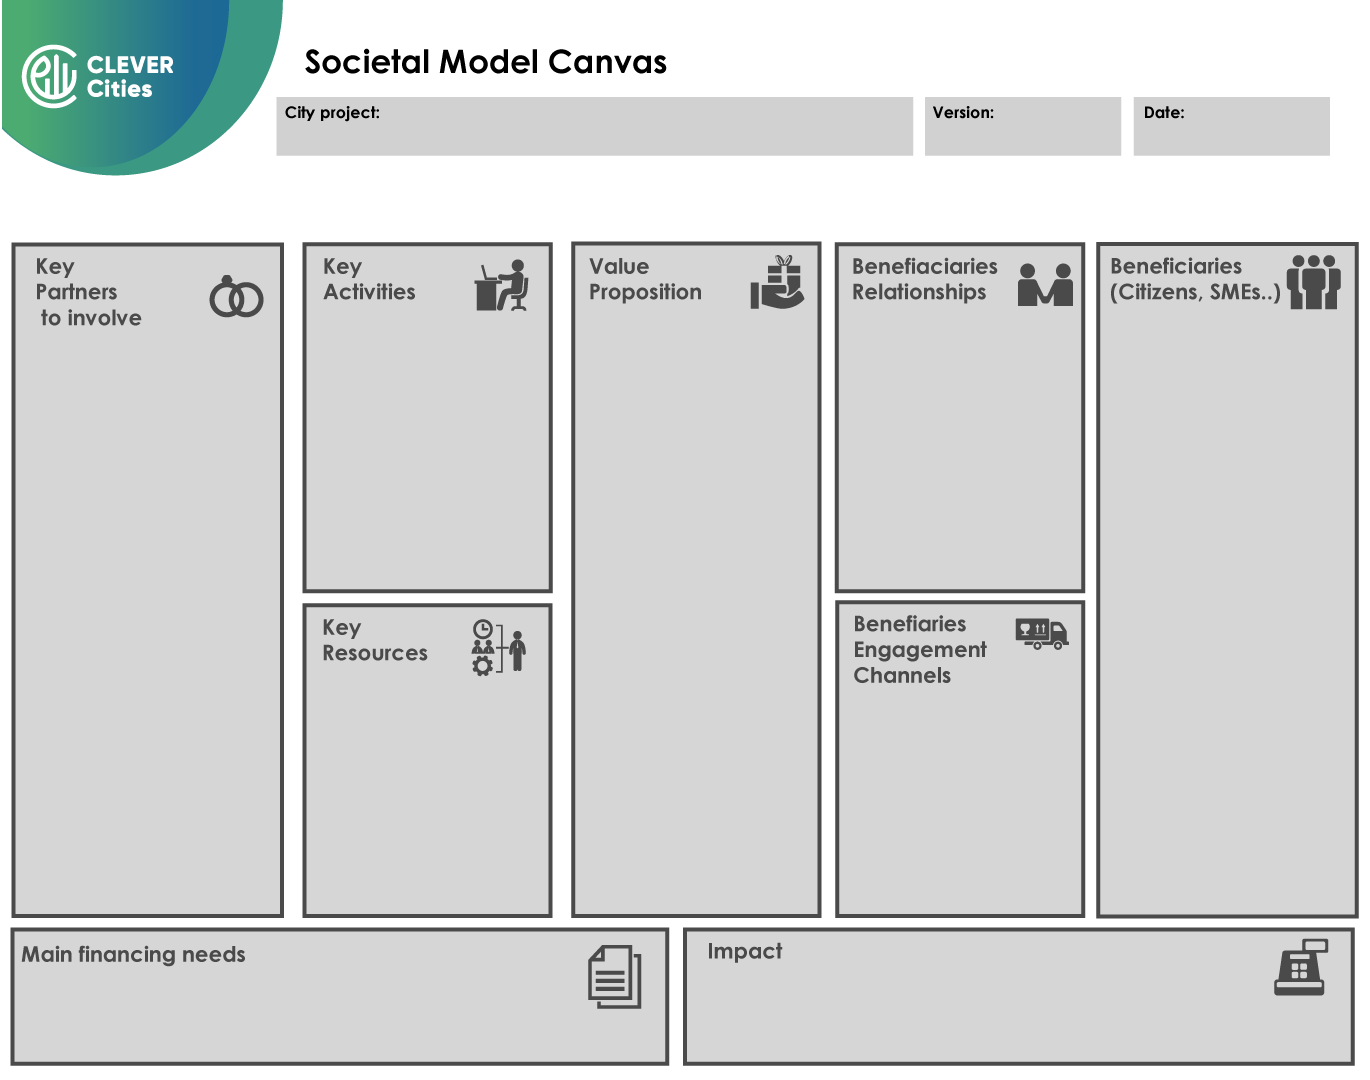 CLEVER
Cities
Societal Model Canvas
City project:
Version:
Date:
Key
Partners
to involve
Key
Activities
Value
Proposition
Benefiaciaries
Relationships
Beneficiaries
(Citizens, SMEs..)
Key
Resources
Benefiaries
Engagement
Channels
Main financing needs
Impact